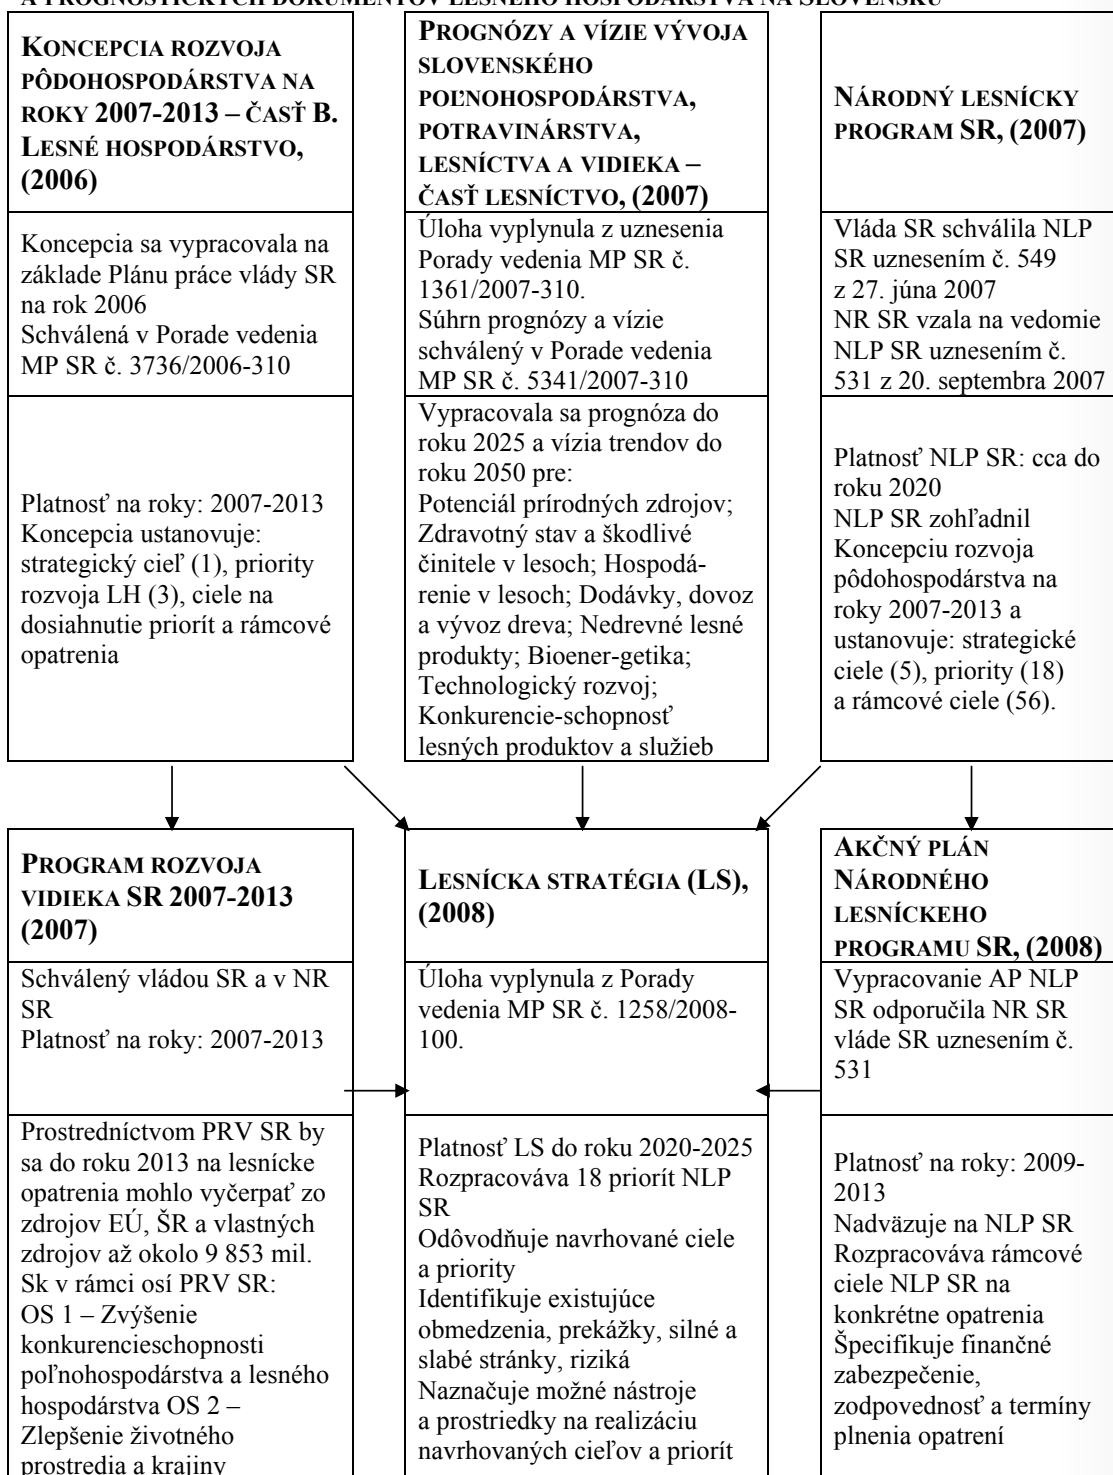 A PROGNOSTICKÝCH DOKUMENTOV LESNÉHO HOSPODÁRSTVA NA SLOVENSKU
KONCEPCIA ROZVOJA
PÔDOHOSPODÁRSTVA NA
ROKY 2007-2013 – ČASŤ B.
LESNÉ HOSPODÁRSTVO,
(2006)
Koncepcia sa vypracovala na
základe Plánu práce vlády SR
na rok 2006
Schválená v Porade vedenia
MP SR č. 3736/2006-310
Platnosť na roky: 2007-2013
Koncepcia ustanovuje:
strategický cieľ (1), priority
rozvoja LH (3), ciele na
dosiahnutie priorít a rámcové
opatrenia
PROGNÓZY A VÍZIE VÝVOJA
SLOVENSKÉHO
POĽNOHOSPODÁRSTVA,
POTRAVINÁRSTVA,
LESNÍCTVA A VIDIEKA –
ČASŤ LESNÍCTVO, (2007)
Úloha vyplynula z uznesenia
Porady vedenia MP SR č.
1361/2007-310.
Súhrn prognózy a vízie
schválený v Porade vedenia
MP SR č. 5341/2007-310
Vypracovala sa prognóza do
roku 2025 a vízia trendov do
roku 2050 pre:
Potenciál prírodných zdrojov;
Zdravotný stav a škodlivé
činitele v lesoch; Hospodá-
renie v lesoch; Dodávky, dovoz
a vývoz dreva; Nedrevné lesné
produkty; Bioener-getika;
Technologický rozvoj;
Konkurencie-schopnosť
lesných produktov a služieb
NÁRODNÝ LESNÍCKY
PROGRAM SR, (2007)
Vláda SR schválila NLP
SR uznesením č. 549
z 27. júna 2007
NR SR vzala na vedomie
NLP SR uznesením č.
531 z 20. septembra 2007
Platnosť NLP SR: cca do
roku 2020
NLP SR zohľadnil
Koncepciu rozvoja
pôdohospodárstva na
roky 2007-2013 a
ustanovuje: strategické
ciele (5), priority (18)
a rámcové ciele (56).
PROGRAM ROZVOJA
VIDIEKA SR 2007-2013
(2007)
Schválený vládou SR a v NR
SR
Platnosť na roky: 2007-2013
Prostredníctvom PRV SR by
sa do roku 2013 na lesnícke
opatrenia mohlo vyčerpať zo
zdrojov EÚ, ŠR a vlastných
zdrojov až okolo 9 853 mil.
Sk v rámci osí PRV SR:
OS 1 – Zvýšenie
konkurencieschopnosti
poľnohospodárstva a lesného
hospodárstva OS 2 –
Zlepšenie životného
prostredia a krajiny
LESNÍCKA STRATÉGIA (LS),
(2008)
Úloha vyplynula z Porady
vedenia MP SR č. 1258/2008-
100.
Platnosť LS do roku 2020-2025
Rozpracováva 18 priorít NLP
SR
Odôvodňuje navrhované ciele
a priority
Identifikuje existujúce
obmedzenia, prekážky, silné a
slabé stránky, riziká
Naznačuje možné nástroje
a prostriedky na realizáciu
navrhovaných cieľov a priorít
AKČNÝ PLÁN
NÁRODNÉHO
LESNÍCKEHO
PROGRAMU SR, (2008)
Vypracovanie AP NLP
SR odporučila NR SR
vláde SR uznesením č.
531
Platnosť na roky: 2009-
2013
Nadväzuje na NLP SR
Rozpracováva rámcové
ciele NLP SR na
konkrétne opatrenia
Špecifikuje finančné
zabezpečenie,
zodpovednosť a termíny
plnenia opatrení